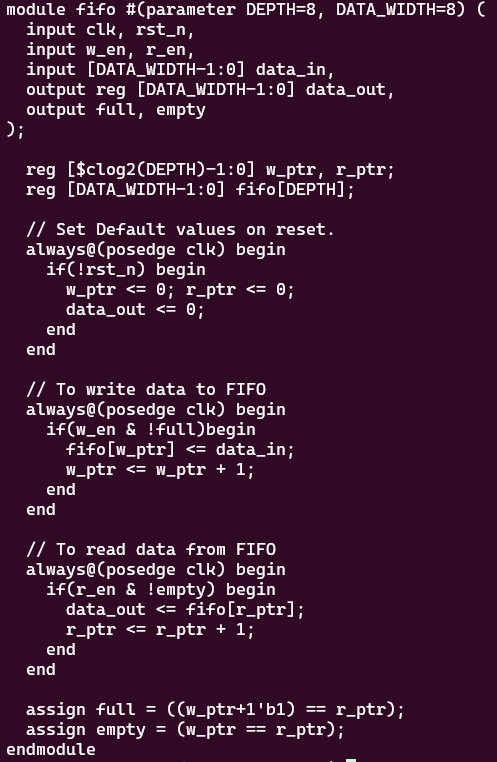 module fifo #(parameter DEPTH=8, DATA_WIDTH=8) (
  input clk, rst_n,
  input w_en, r_en,
  input [DATA_WIDTH-1:0] data_in,
  output reg [DATA_WIDTH-1:0] data_out,
  output full, empty
);

  reg [$clog2(DEPTH)-1:0] w_ptr, r_ptr;
  reg [DATA_WIDTH-1:0] fifo[DEPTH];

  // Set Default values on reset.
  always@(posedge clk) begin
    if(!rst_n) begin
      w_ptr <= 0; r_ptr <= 0;
      data_out <= 0;
    end
  end

  // To write data to FIFO
  always@(posedge clk) begin
    if(w_en & !full)begin
      fifo[w_ptr] <= data_in;
      w_ptr <= w_ptr + 1;
    end
  end

  // To read data from FIFO
  always@(posedge clk) begin
    if(r_en & !empty) begin
      data_out <= fifo[r_ptr];
      r_ptr <= r_ptr + 1;
    end
  end

  assign full = ((w_ptr+1'b1) == r_ptr);
  assign empty = (w_ptr == r_ptr);
endmodule